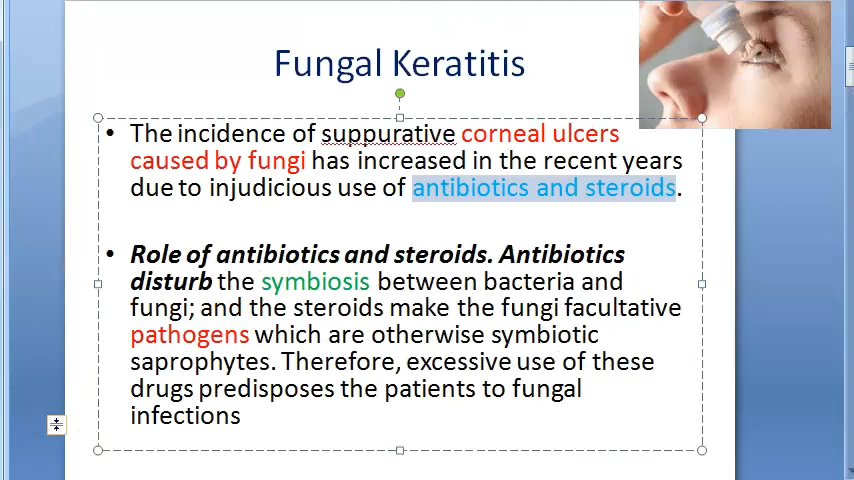 Fungal Keratitis
• The incidence of suppurative corneal ulcers
caused by fungi has increased in the recent years
due to injudicious use of antibiotics and steroids.
• Role of antibiotics and steroids. Antibiotics
disturb the symbiosis between bacteria and
fungi; and the steroids make the fungi facultative
pathogens which are otherwise symbiotic
saprophytes. Therefore, excessive use of these
drugs predisposes the patients to fungal
infections